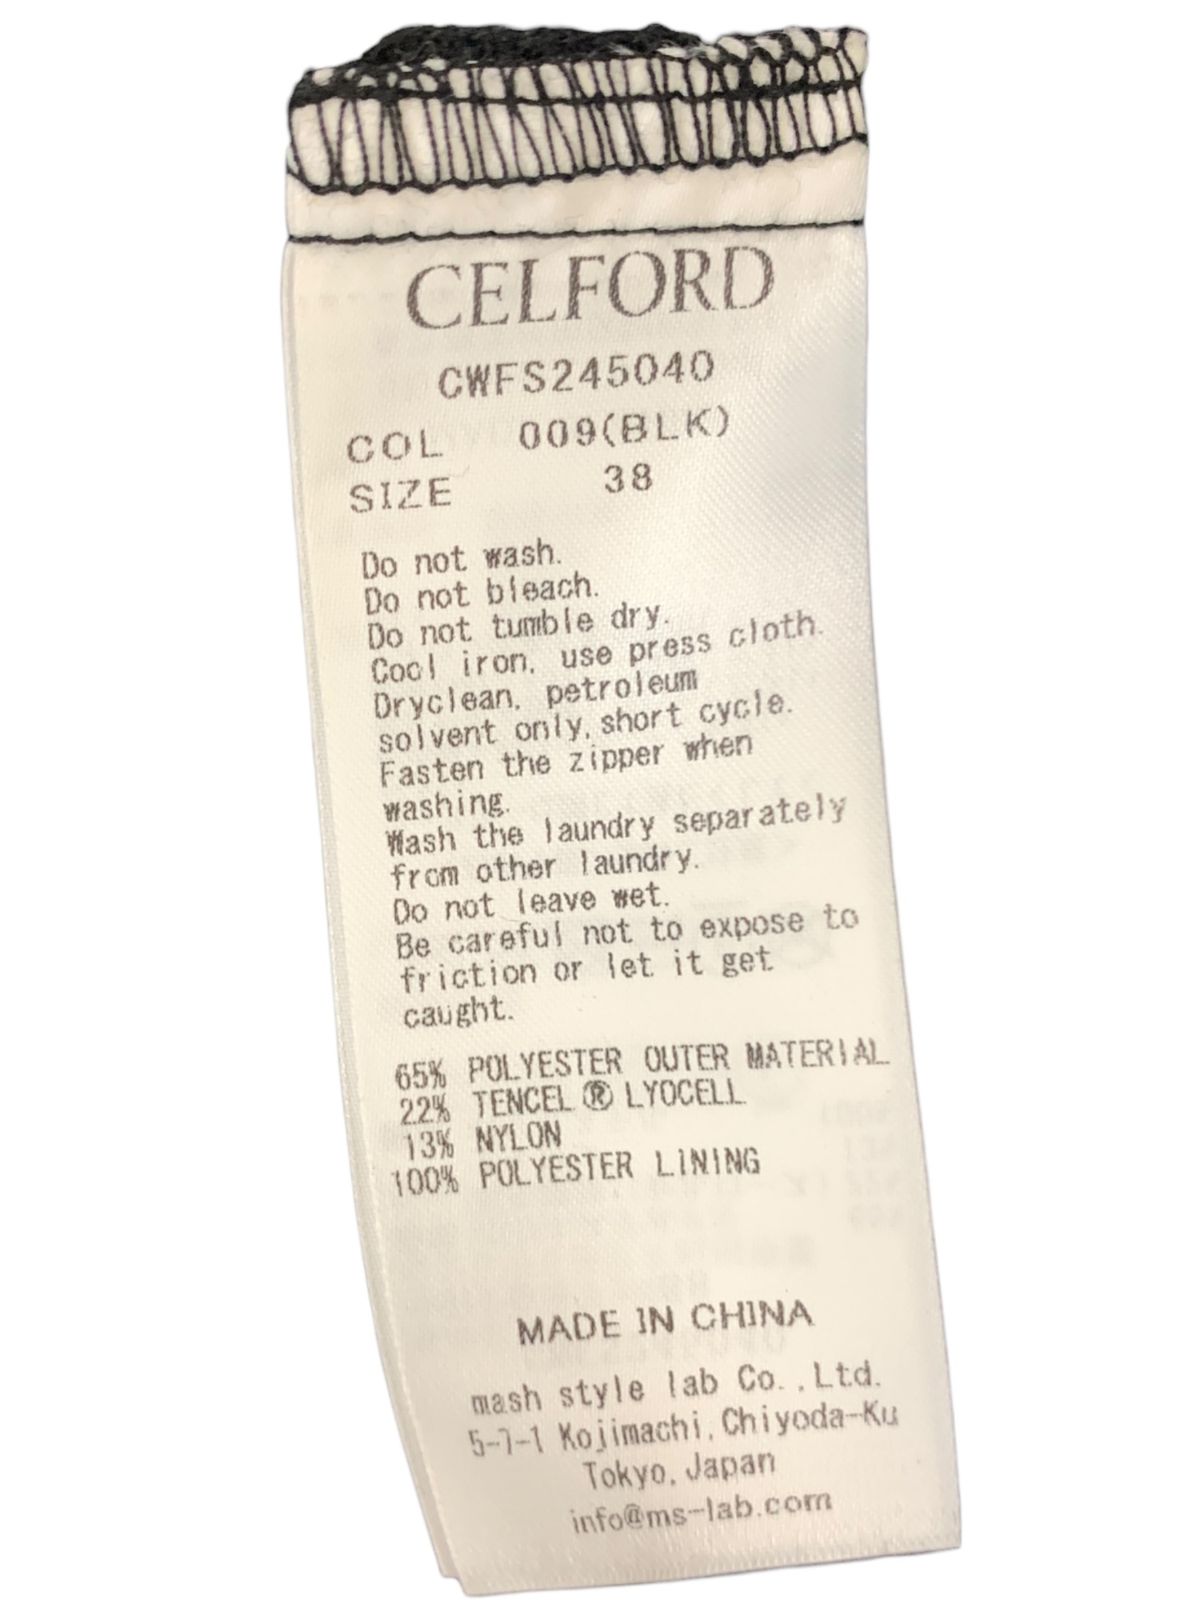 CELFORD
CWFS245040
COL 009(BLK)
SIZE 38
Do not wash.
Do not bleach.
Do not tumble dry.
Cool iron, use press cloth.
Dryclean, petroleum
solvent only, short cycle.
Fasten the zipper when
washing.
Wash the laundry separately
from other laundry.
Do not leave wet.
Be careful not to expose to
friction or let it get
caught.
65% POLYESTER OUTER MATERIAL
22% TENCEL® LYOCELL
13% NYLON
100% POLYESTER LINING
MADE IN CHINA
mash style lab Co.,Ltd.
5-7-1 Kojimachi, Chiyoda-Ku
Tokyo, Japan
info@ms-lab.com